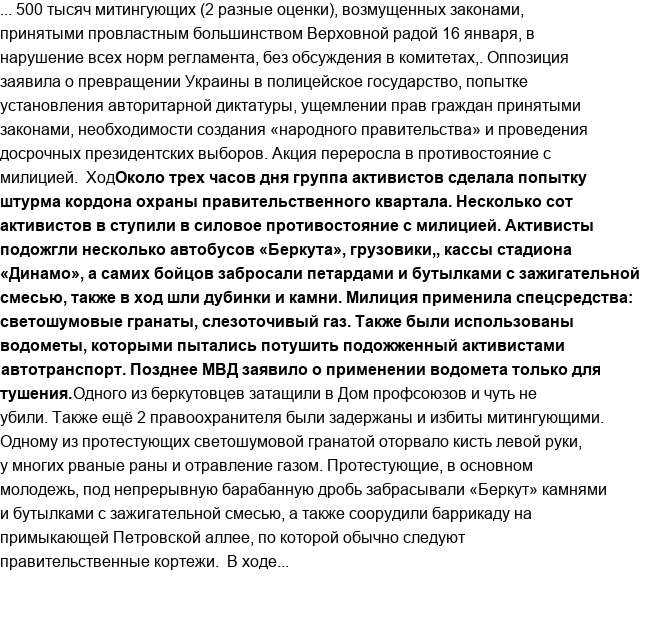 ... 500 тысяч митингующих (2 разные оценки), возмущенных законами,
принятыми провластным большинством Верховной радой 16 января, в
нарушение всех норм регламента, без обсуждения в комитетах,. Оппозиция
заявила о превращении Украины в полицейское государство, попытке
установления авторитарной диктатуры, ущемлении прав граждан принятыми
законами, необходимости создания «народного правительства» и проведения
досрочных президентских выборов. Акция переросла в противостояние с
милицией.  ХодОколо трех часов дня группа активистов сделала попытку
штурма кордона охраны правительственного квартала. Несколько сот
активистов в ступили в силовое противостояние с милицией. Активисты
подожгли несколько автобусов «Беркута», грузовики,, кассы стадиона
«Динамо», а самих бойцов забросали петардами и бутылками с зажигательной
смесью, также в ход шли дубинки и камни. Милиция применила спецсредства:
светошумовые гранаты, слезоточивый газ. Также были использованы
водометы, которыми пытались потушить подожженный активистами
автотранспорт. Позднее МВД заявило о применении водомета только для
тушения.Одного из беркутовцев затащили в Дом профсоюзов и чуть не
убили. Также ещё 2 правоохранителя были задержаны и избиты митингующими.
Одному из протестующих светошумовой гранатой оторвало кисть левой руки,
у многих рваные раны и отравление газом. Протестующие, в основном
молодежь, под непрерывную барабанную дробь забрасывали «Беркут» камнями
и бутылками с зажигательной смесью, а также соорудили баррикаду на
примыкающей Петровской аллее, по которой обычно следуют
правительственные кортежи.  В ходе...